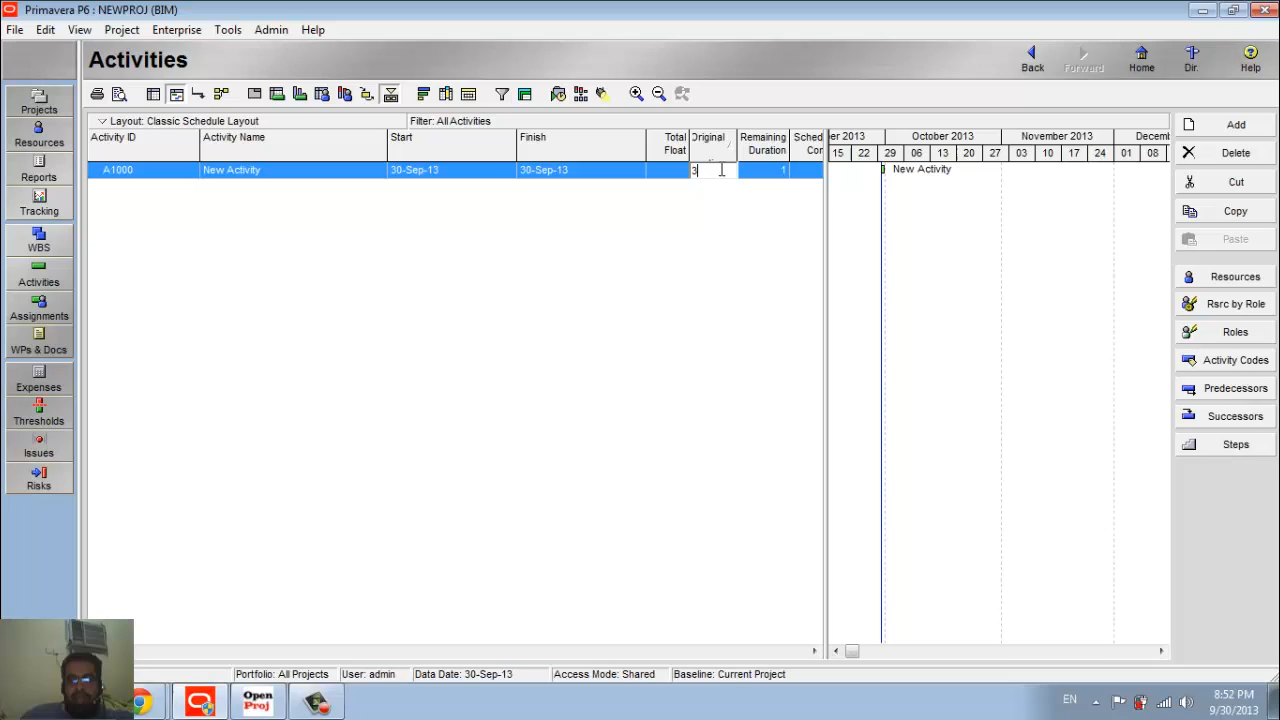 Primavera P6 : NEWPROJ (BIM)
File Edit View Project Enterprise Tools Admin Help
Activities
Back Forward Home Dir. Help
Projects
Resources
Reports
Tracking
WBS
Activities
Assignments
WPs & Docs
Expenses
Thresholds
Issues
Risks
Layout: Classic Schedule Layout Filter: All Activities
Activity ID Activity Name Start Finish Total Float Original Remaining Duration Sched Cor
A1000 New Activity 30-Sep-13 30-Sep-13 3 1
er 2013 October 2013 November 2013 Decem
15 22 29 06 13 20 27 03 10 17 24 01 08
New Activity
Add
Delete
Cut
Copy
Paste
Resources
Rsrc by Role
Roles
Activity Codes
Predecessors
Successors
Steps
Portfolio: All Projects User: admin Data Date: 30-Sep-13 Access Mode: Shared Baseline: Current Project
Open Proj
EN
8:52 PM
9/30/2013